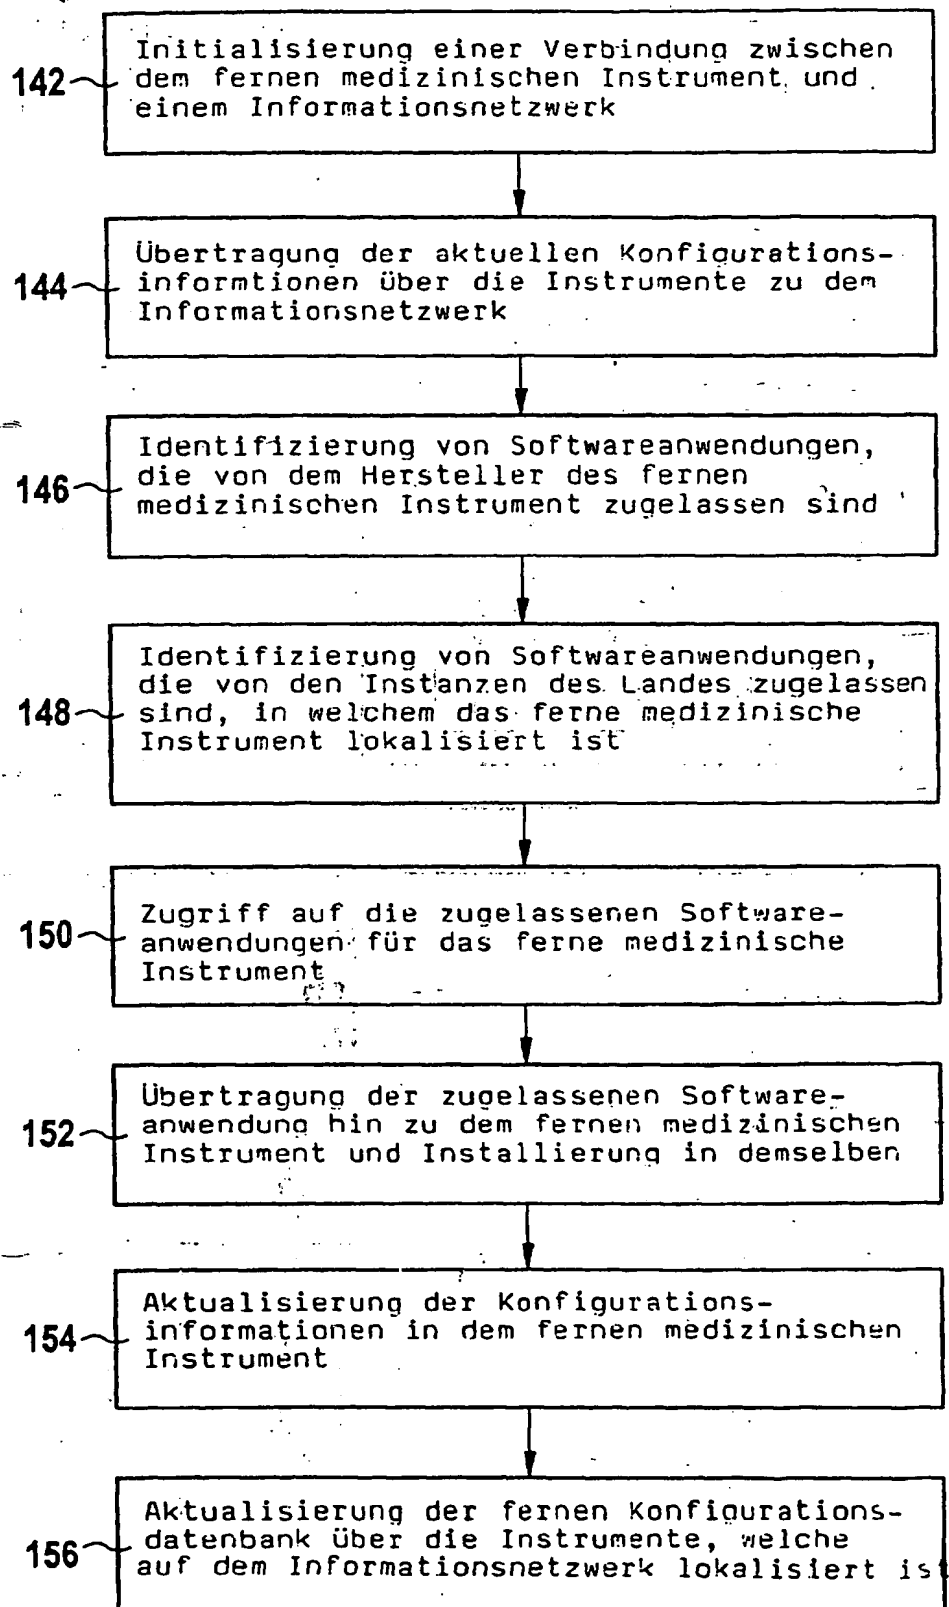 Initialisierung einer Verbindung zwischen
142 dem fernen medizinischen Instrument und
einem Informationsnetzwerk
Übertragung der aktuellen Konfigurations-
144 informtionen über die Instrumente zu dem
Informationsnetzwerk
Identifizierung von Softwareanwendungen,
146 die von dem Hersteller des fernen
medizinischen Instrument zugelassen sind
Identifizierung von Softwareanwendungen,
die von den Instanzen des Landes zugelassen
148 sind, in welchem das ferne medizinische
Instrument lokalisiert ist
Zugriff auf die zugelassenen Software-
150 anwendungen für das ferne medizinische
Instrument
Übertragung der zugelassenen Software-
152 anwendung hin zu dem fernen medizinischen
Instrument und Installierung in demselben
Aktualisierung der Konfigurations-
154 informationen in dem fernen medizinischen
Instrument
Aktualisierung der fernen Konfigurations-
156 datenbank über die Instrumente, welche
auf dem Informationsnetzwerk lokalisiert ist